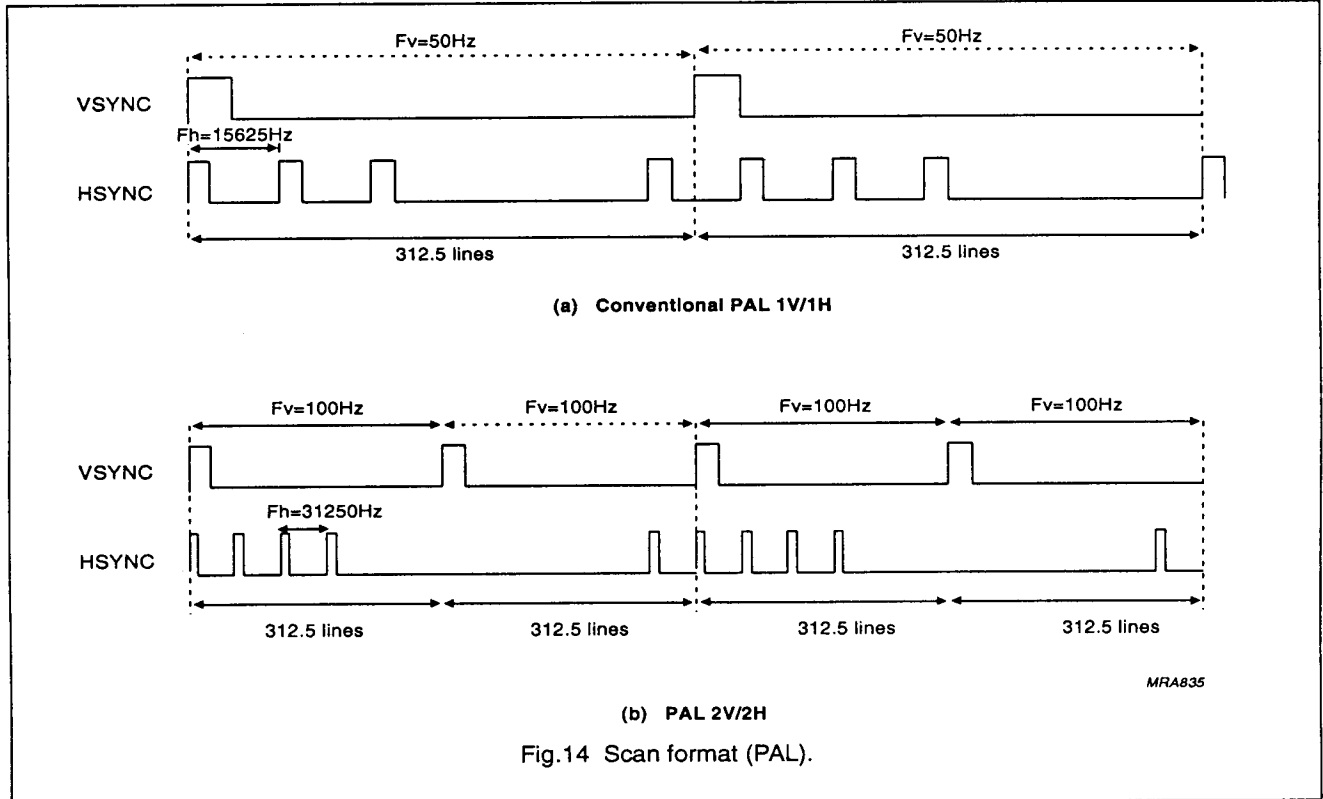 Fv=50Hz Fv=50Hz
VSYNC
Fh=15625Hz
HSYNC
312.5 lines 312.5 lines
(a) Conventional PAL 1V/1H
Fv=100Hz Fv=100Hz Fv=100Hz Fv=100Hz
VSYNC
Fh=31250Hz
HSYNC
312.5 lines 312.5 lines 312.5 lines 312.5 lines
MRA835
(b) PAL 2V/2H
Fig.14 Scan format (PAL).